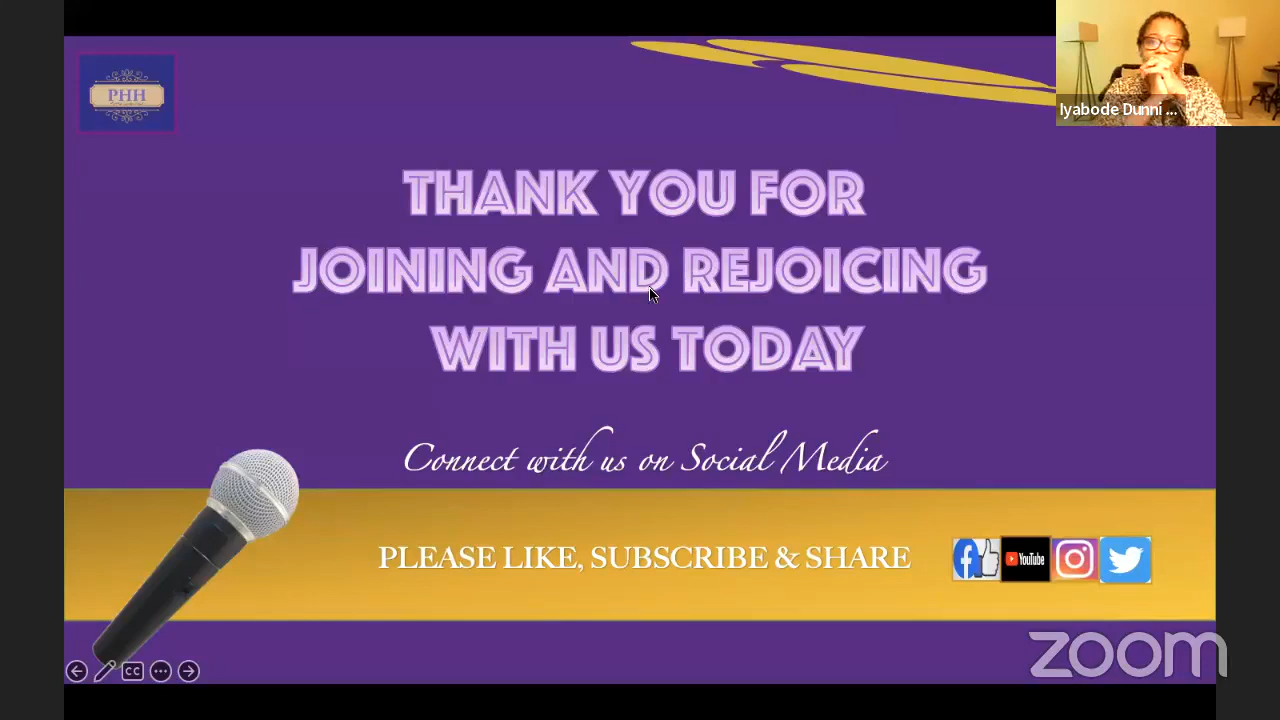 PHH
Iyabode Dunni ...
THANK YOU FOR
JOINING AND REJOICING
WITH US TODAY
Connect with us on Social Media
PLEASE LIKE, SUBSCRIBE & SHARE
YouTube
CC
zoom